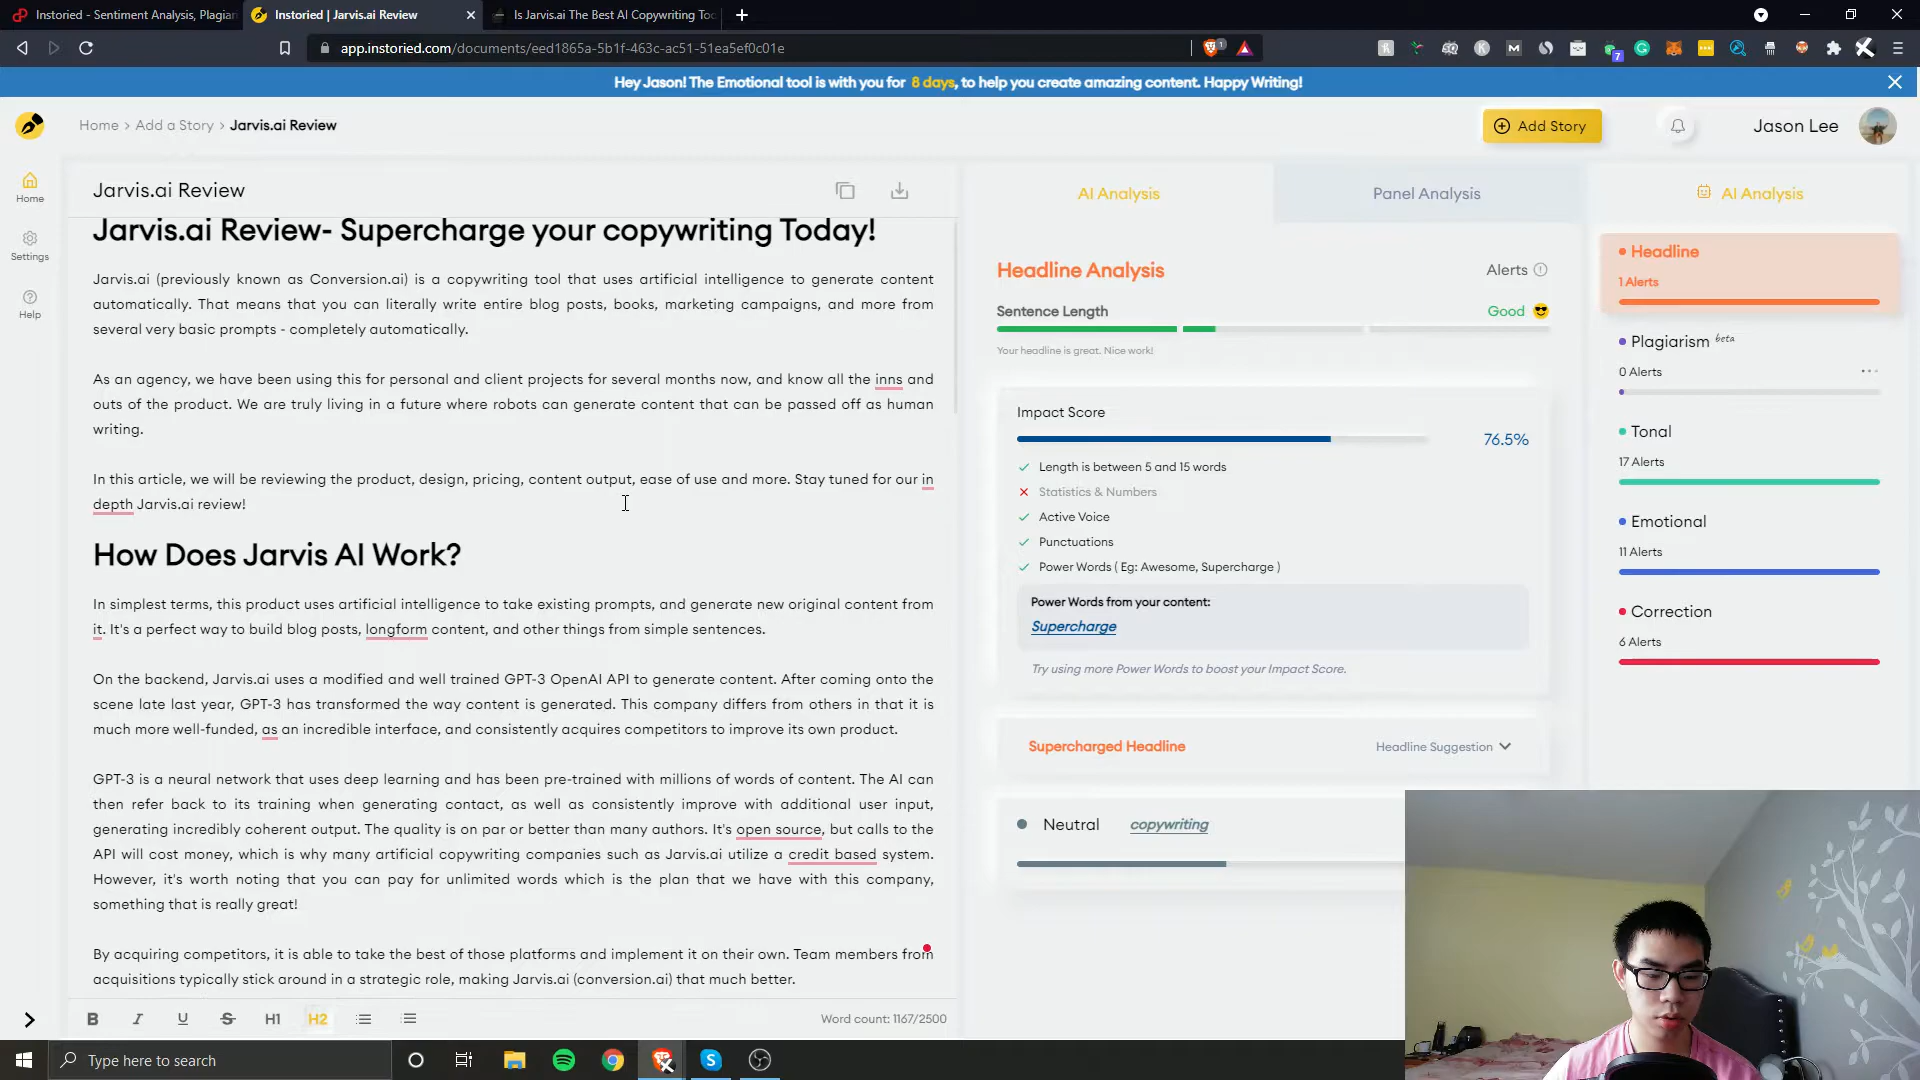 Instoried - Sentiment Analysis, Plagiari
Instoried | Jarvis.ai Review
Is Jarvis.ai The Best AI Copywriting Too
app.instoried.com/documents/eed1865a-5b1f-463c-ac51-51ea5ef0c01e
Hey Jason! The Emotional tool is with you for 8 days, to help you create amazing content. Happy Writing!
Home > Add a Story > Jarvis.ai Review
Add Story
Jason Lee
Home
Settings
Help
Jarvis.ai Review
Jarvis.ai Review- Supercharge your copywriting Today!
Jarvis.ai (previously known as Conversion.ai) is a copywriting tool that uses artificial intelligence to generate content
automatically. That means that you can literally write entire blog posts, books, marketing campaigns, and more from
several very basic prompts - completely automatically.
As an agency, we have been using this for personal and client projects for several months now, and know all the inns and
outs of the product. We are truly living in a future where robots can generate content that can be passed off as human
writing.
In this article, we will be reviewing the product, design, pricing, content output, ease of use and more. Stay tuned for our in
depth Jarvis.ai review!
How Does Jarvis AI Work?
In simplest terms, this product uses artificial intelligence to take existing prompts, and generate new original content from
it. It's a perfect way to build blog posts, longform content, and other things from simple sentences.
On the backend, Jarvis.ai uses a modified and well trained GPT-3 OpenAI API to generate content. After coming onto the
scene late last year, GPT-3 has transformed the way content is generated. This company differs from others in that it is
much more well-funded, as an incredible interface, and consistently acquires competitors to improve its own product.
GPT-3 is a neural network that uses deep learning and has been pre-trained with millions of words of content. The AI can
then refer back to its training when generating contact, as well as consistently improve with additional user input,
generating incredibly coherent output. The quality is on par or better than many authors. It's open source, but calls to the
API will cost money, which is why many artificial copywriting companies such as Jarvis.ai utilize a credit based system.
However, it's worth noting that you can pay for unlimited words which is the plan that we have with this company,
something that is really great!
By acquiring competitors, it is able to take the best of those platforms and implement it on their own. Team members from
acquisitions typically stick around in a strategic role, making Jarvis.ai (conversion.ai) that much better.
B I U S H1 H2
Word count: 1167/2500
AI Analysis
Panel Analysis
Headline Analysis
Alerts
Sentence Length
Good
Your headline is great. Nice work!
Impact Score
76.5%
Length is between 5 and 15 words
Statistics & Numbers
Active Voice
Punctuations
Power Words ( Eg: Awesome, Supercharge )
Power Words from your content:
Supercharge
Try using more Power Words to boost your Impact Score.
Supercharged Headline
Headline Suggestion
Neutral
copywriting
AI Analysis
Headline
1 Alerts
Plagiarism beta
0 Alerts
Tonal
17 Alerts
Emotional
11 Alerts
Correction
6 Alerts
Type here to search